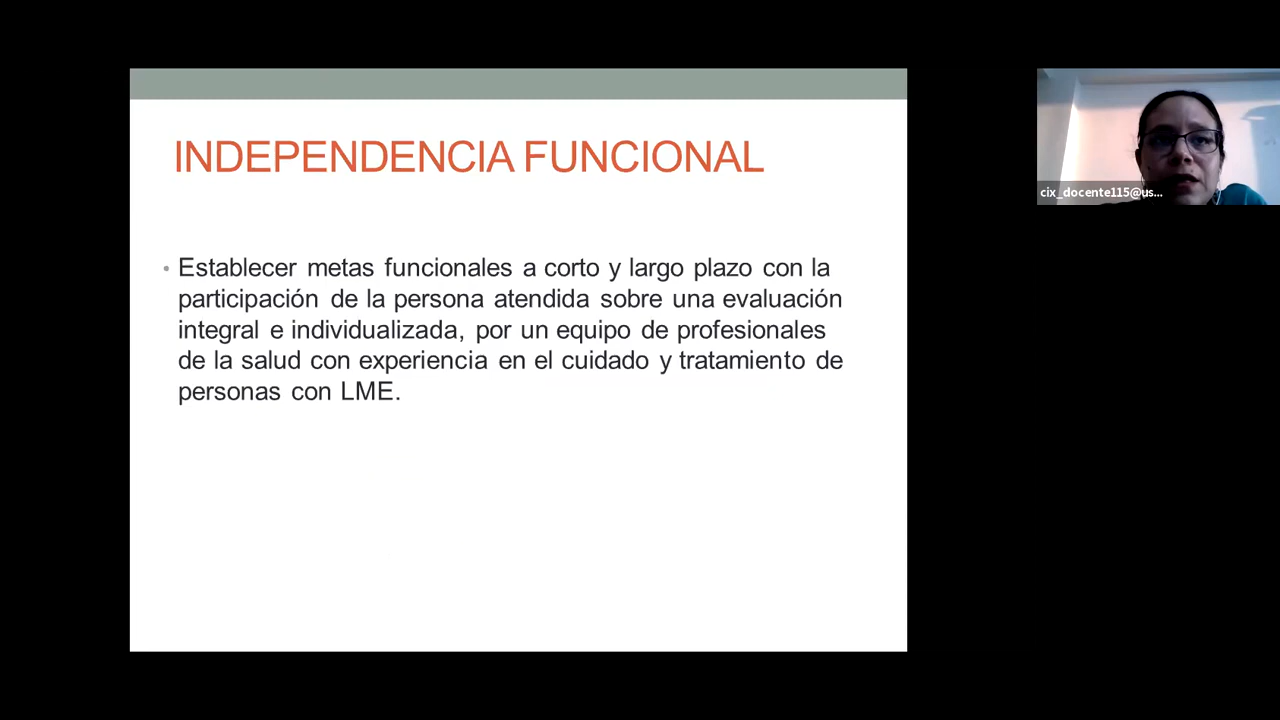 INDEPENDENCIA FUNCIONAL
• Establecer metas funcionales a corto y largo plazo con la
participación de la persona atendida sobre una evaluación
integral e individualizada, por un equipo de profesionales
de la salud con experiencia en el cuidado y tratamiento de
personas con LME.
cix_docente115@us...